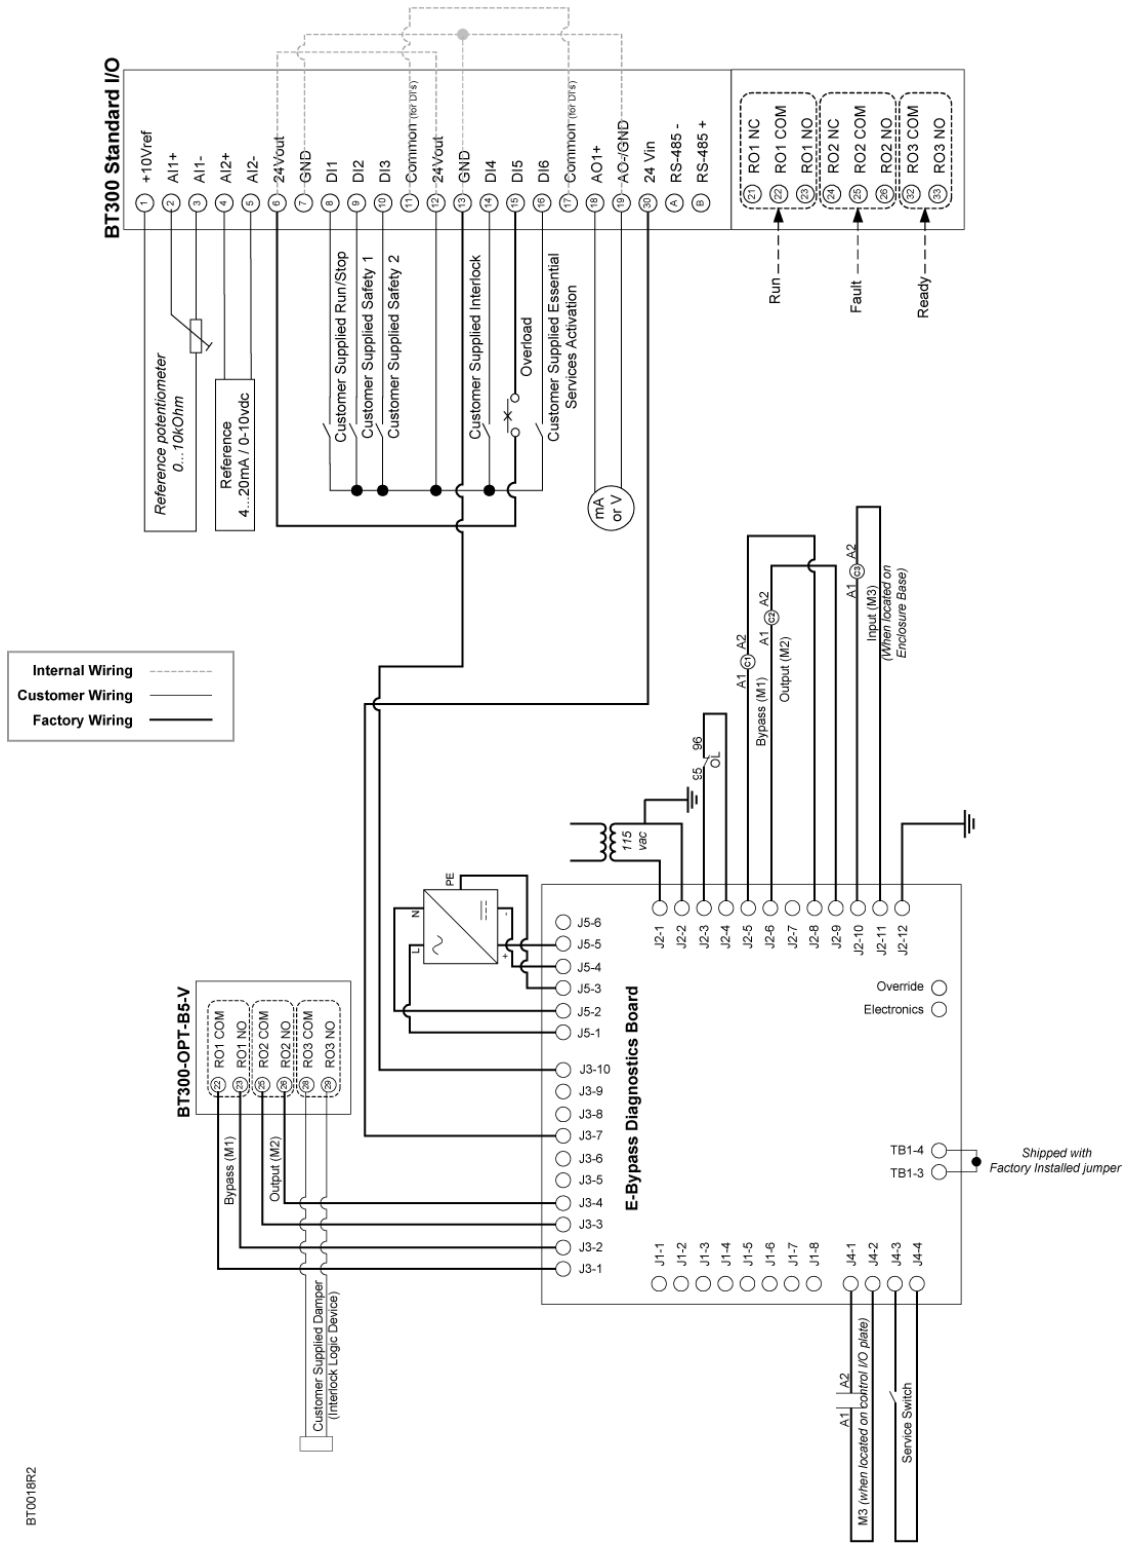 BT300 Standard I/O
1 +10Vref
2 AI1+
3 AI1-
4 AI2+
5 AI2-
6 24Vout
7 GND
8 DI1
9 DI2
10 DI3
11 Common (for DI's)
12 24Vout
13 GND
14 DI4
15 DI5
16 DI6
17 Common (for DI's)
18 AO1+
19 AO-/GND
30 24 Vin
A RS-485 -
B RS-485 +
21 RO1 NC
22 RO1 COM
23 RO1 NO
24 RO2 NC
25 RO2 COM
26 RO2 NO
32 RO3 COM
33 RO3 NO
Run
Fault
Ready
Reference potentiometer
0...10kOhm
Reference
4...20mA / 0-10vdc
Customer Supplied Run/Stop
Customer Supplied Safety 1
Customer Supplied Safety 2
Customer Supplied Interlock
Overload
Customer Supplied Essential
Services Activation
mA
or V
Internal Wiring
Customer Wiring
Factory Wiring
A1 C1 A2
Bypass (M1)
A1 C2 A2
Output (M2)
A1 C3 A2
Input (M3)
(When located on
Enclosure Base)
95 96
OL
115
vac
PE
N
L
-
+
BT300-OPT-B5-V
22 RO1 COM
23 RO1 NO
25 RO2 COM
26 RO2 NO
28 RO3 COM
29 RO3 NO
Bypass (M1)
Output (M2)
Customer Supplied Damper
(Interlock Logic Device)
E-Bypass Diagnostics Board
J5-6
J5-5
J5-4
J5-3
J5-2
J5-1
J3-10
J3-9
J3-8
J3-7
J3-6
J3-5
J3-4
J3-3
J3-2
J3-1
J2-1
J2-2
J2-3
J2-4
J2-5
J2-6
J2-7
J2-8
J2-9
J2-10
J2-11
J2-12
Override
Electronics
TB1-4
TB1-3
Shipped with
Factory Installed jumper
J1-1
J1-2
J1-3
J1-4
J1-5
J1-6
J1-7
J1-8
J4-1
J4-2
J4-3
J4-4
A1 A2
M3 (when located on control I/O plate)
Service Switch
BT0018R2